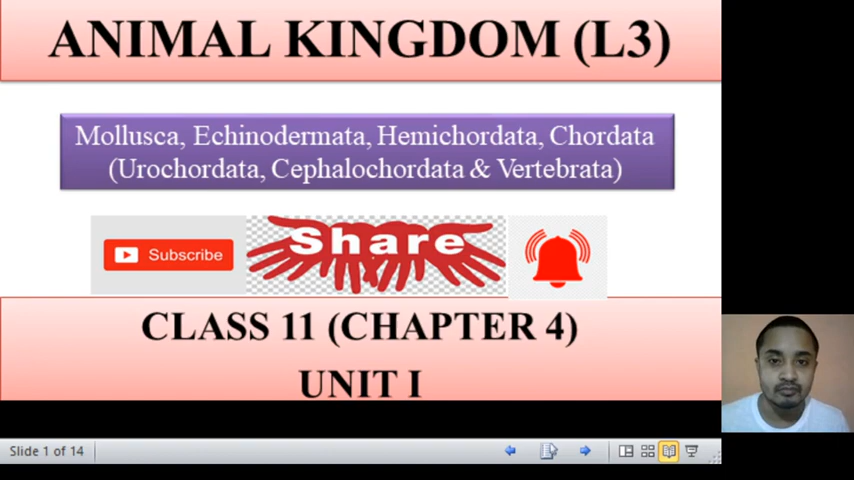 ANIMAL KINGDOM (L3)
Mollusca, Echinodermata, Hemichordata, Chordata
(Urochordata, Cephalochordata & Vertebrata)
Subscribe
Share
CLASS 11 (CHAPTER 4)
UNIT I
Slide 1 of 14